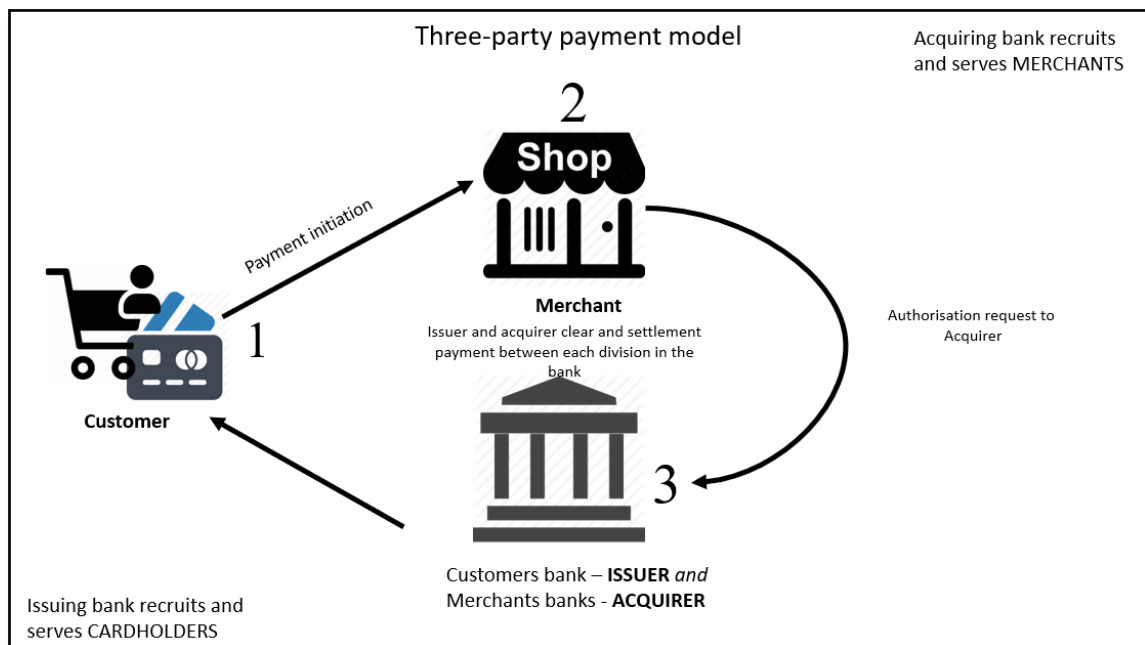 Three-party payment model
Acquiring bank recruits
and serves MERCHANTS
2
Shop
Payment initiation
1
Customer
Merchant
Issuer and acquirer clear and settlement
payment between each division in the
bank
Authorisation request to
Acquirer
3
Customers bank – ISSUER and
Merchants banks - ACQUIRER
Issuing bank recruits and
serves CARDHOLDERS